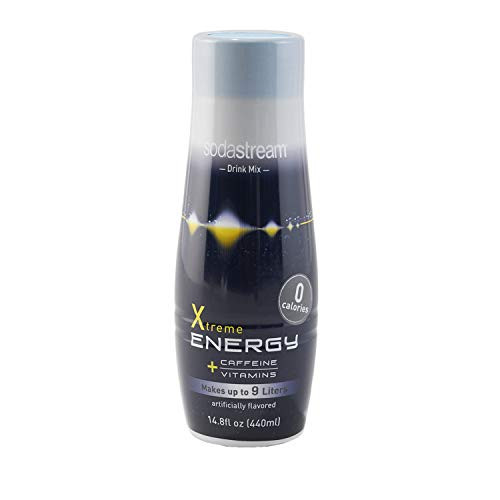 sodastream
— Drink Mix —
0
calories
Xtreme
ENERGY
+ CAFFEINE
VITAMINS
Makes up to 9 Liters
artificially flavored
14.8fl oz (440ml)